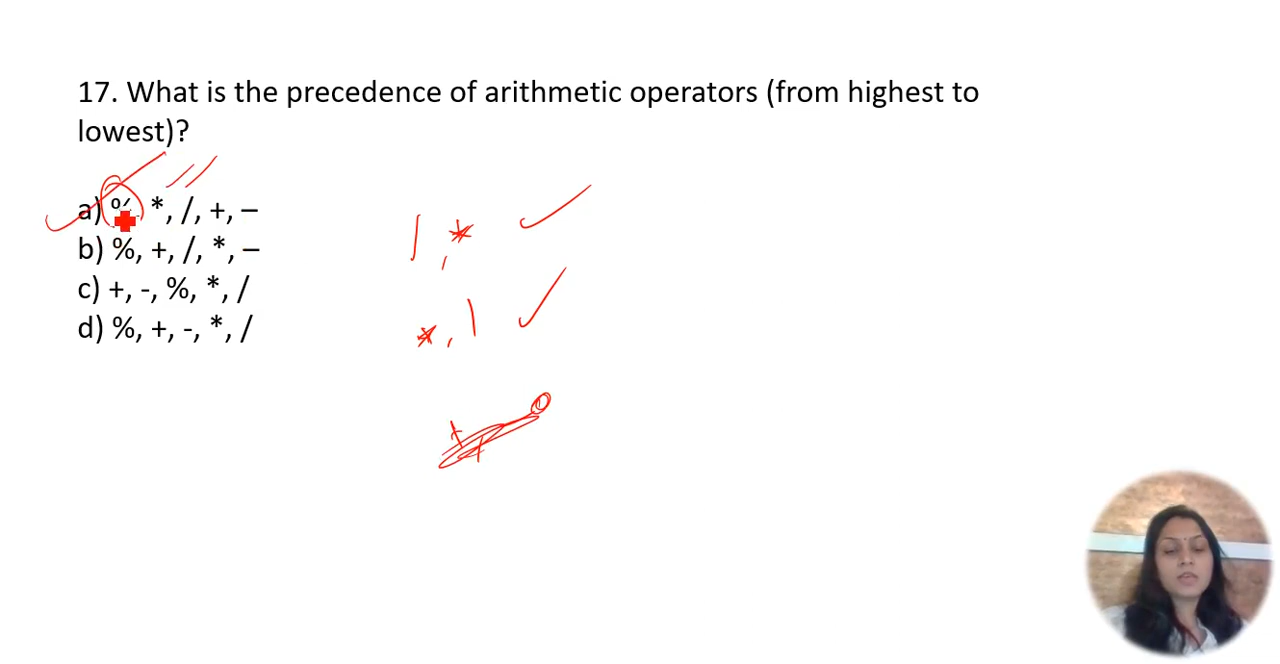 17. What is the precedence of arithmetic operators (from highest to
lowest)?
a) % *, /, +, –
b) %, +, /, *, –
c) +, -, %, *, /
d) %, +, -, *, /
/, *
*, /